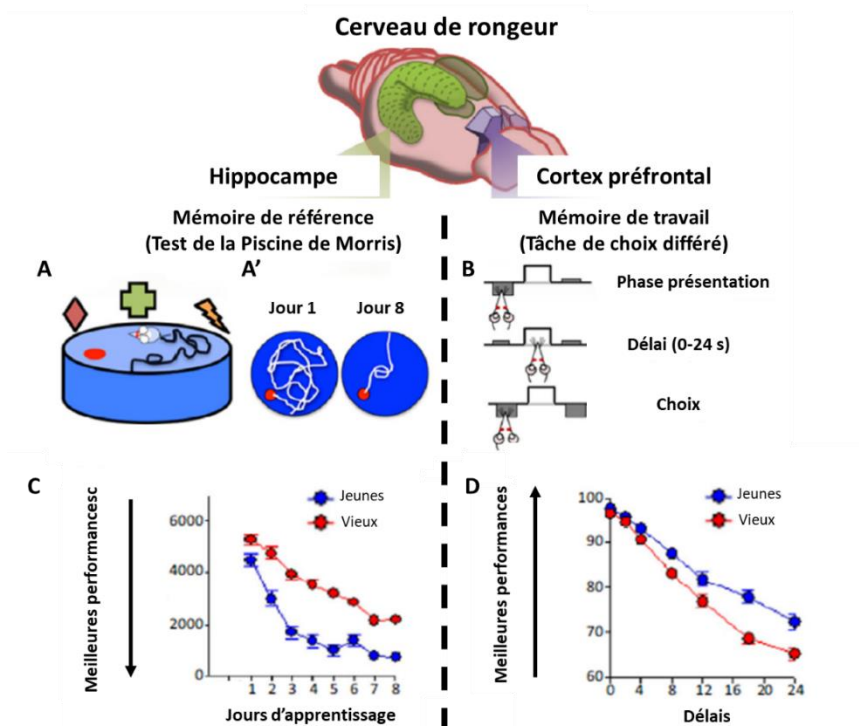 Cerveau de rongeur
Hippocampe
Cortex préfrontal
Mémoire de référence
(Test de la Piscine de Morris)
Mémoire de travail
(Tâche de choix différé)
A
A'
Jour 1
Jour 8
B
Phase présentation
Délai (0-24 s)
Choix
C
Meilleures performancesc
Jeunes
Vieux
6000
4000
2000
0
1 2 3 4 5 6 7 8
Jours d'apprentissage
D
Meilleures performances
Jeunes
Vieux
100
90
80
70
60
0 4 8 12 16 20 24
Délais